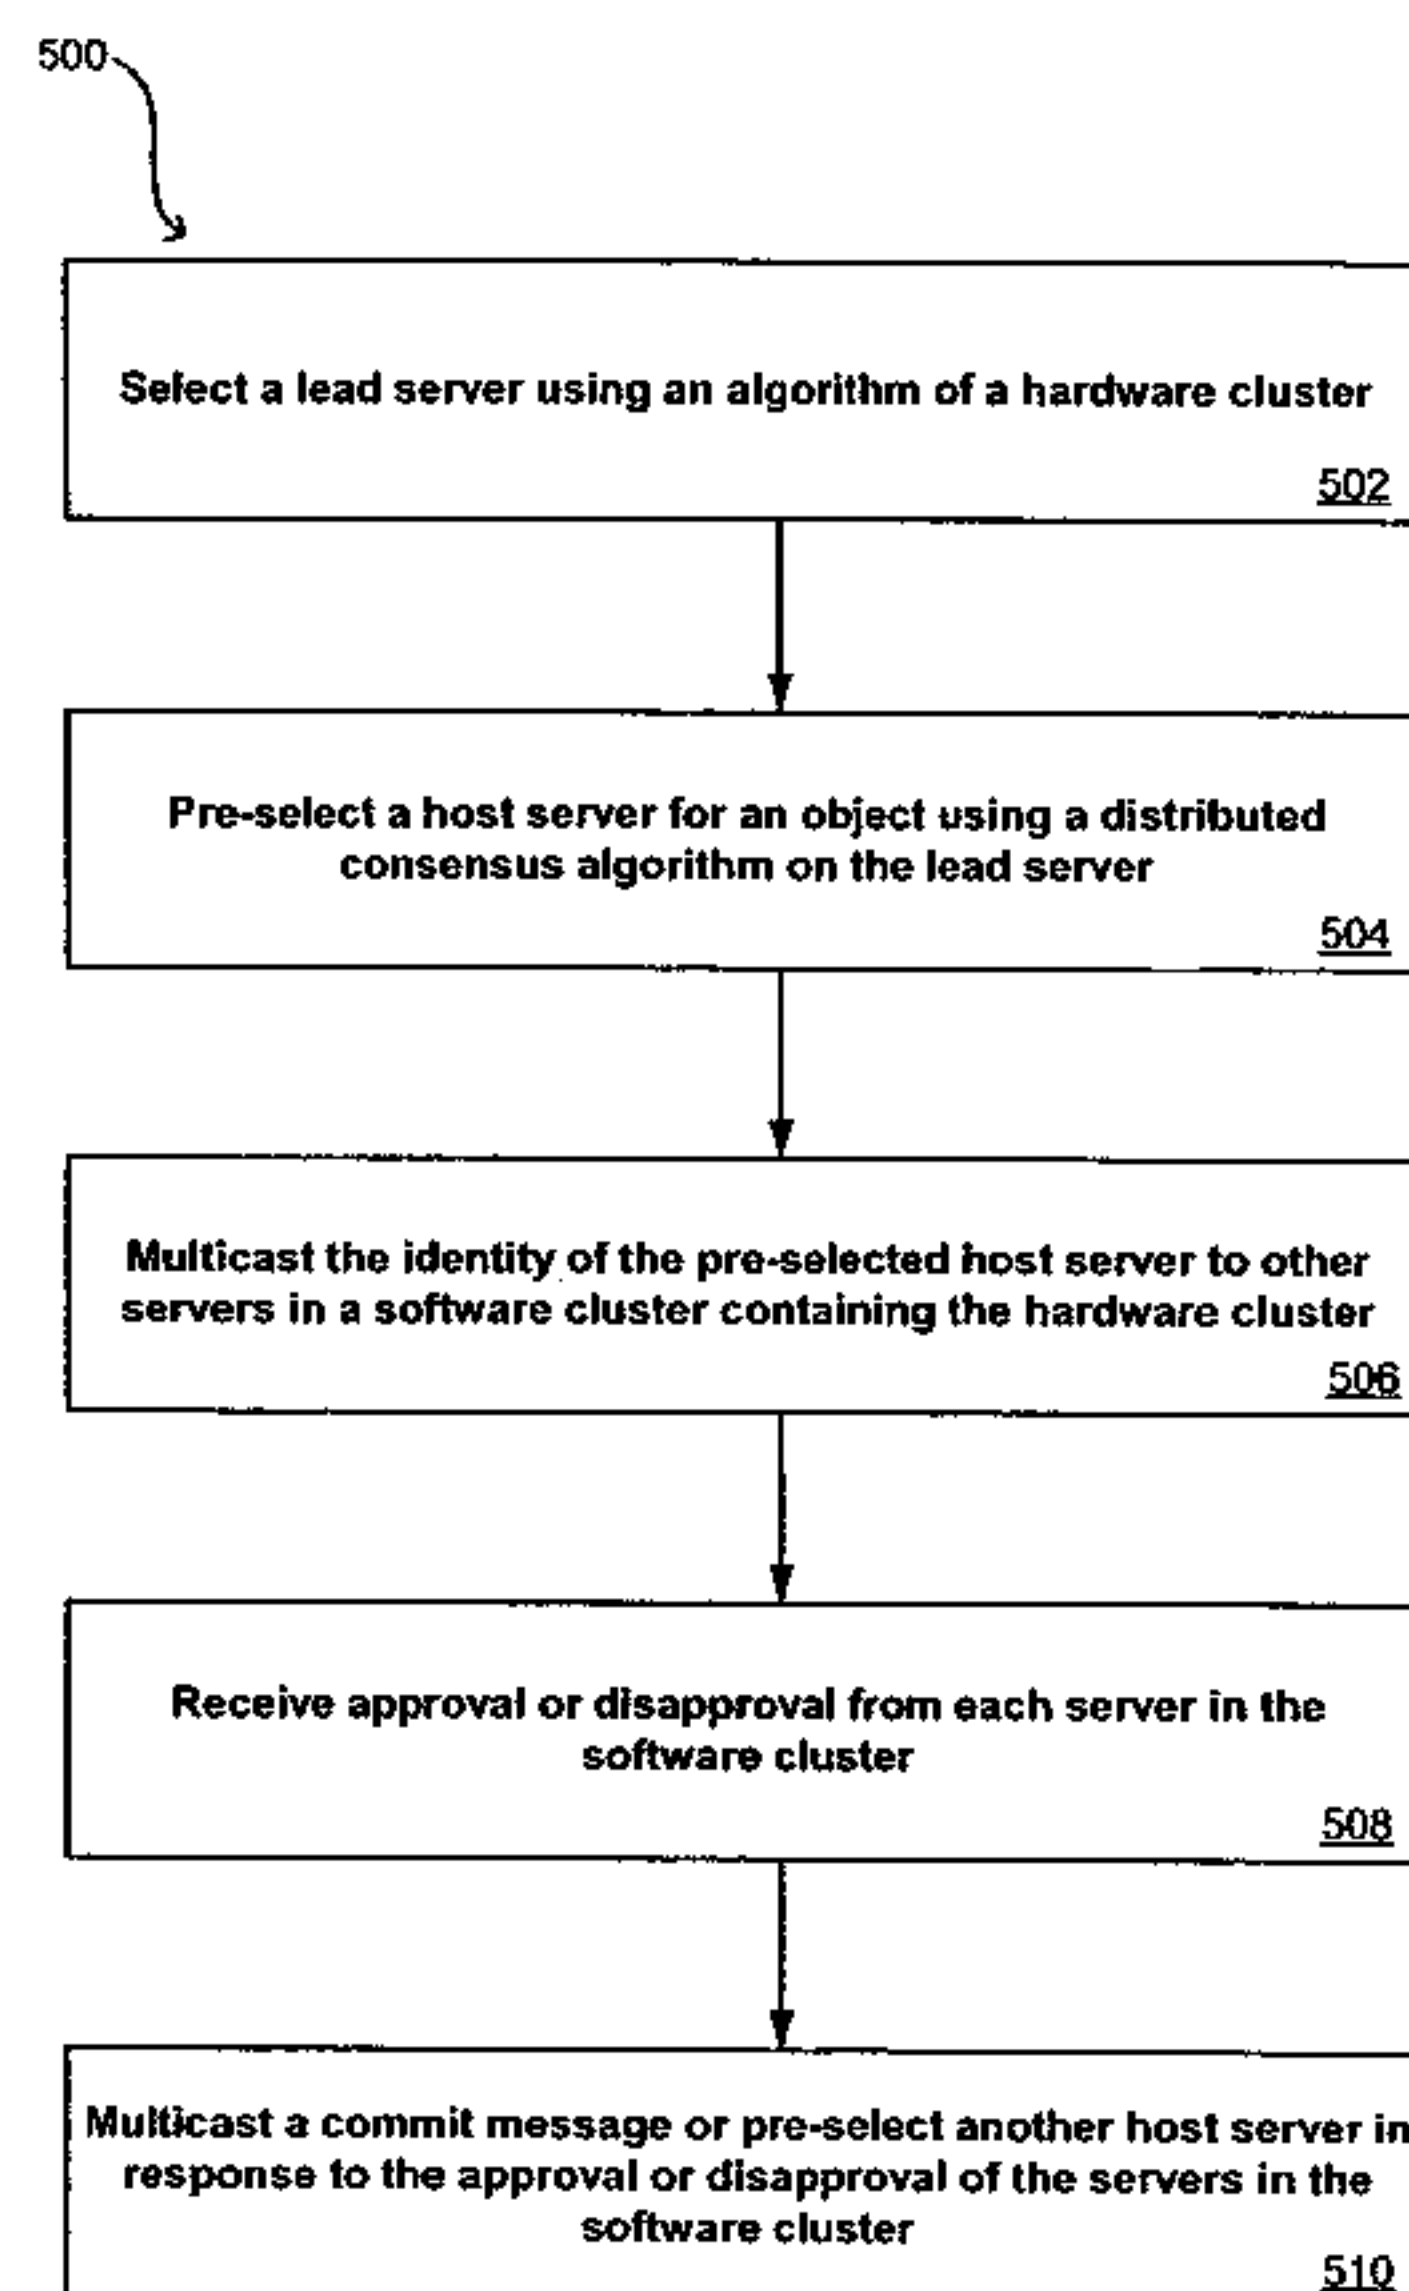 500
Select a lead server using an algorithm of a hardware cluster
502
Pre-select a host server for an object using a distributed
consensus algorithm on the lead server
504
Multicast the identity of the pre-selected host server to other
servers in a software cluster containing the hardware cluster
506
Receive approval or disapproval from each server in the
software cluster
508
Multicast a commit message or pre-select another host server in
response to the approval or disapproval of the servers in the
software cluster
510